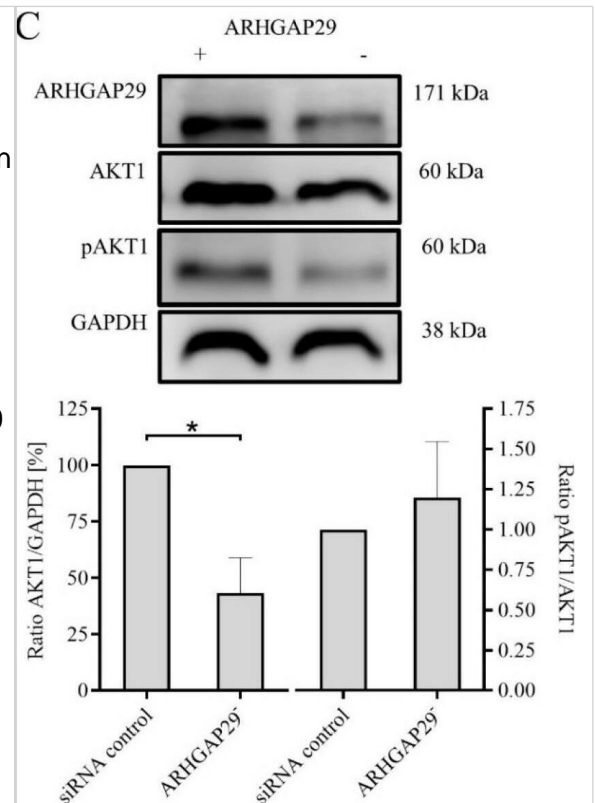 C
ARHGAP29
+ -
ARHGAP29 171 kDa
AKT1 60 kDa
pAKT1 60 kDa
GAPDH 38 kDa
Ratio AKT1/GAPDH [%]
125
100
75
50
25
0
*
1.75
1.50
1.25
1.00
0.75
0.50
0.25
0.00
Ratio pAKT1/AKT1
siRNA control
ARHGAP29⁻
siRNA control
ARHGAP29⁻